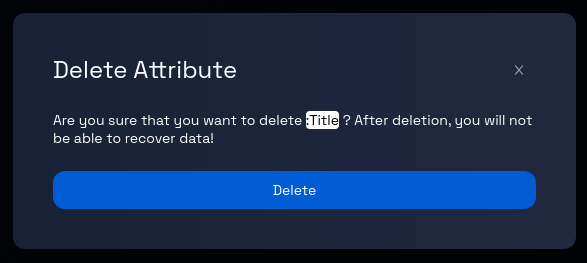 Delete Attribute
X
Are you sure that you want to delete :Title ? After deletion, you will not
be able to recover data!
Delete